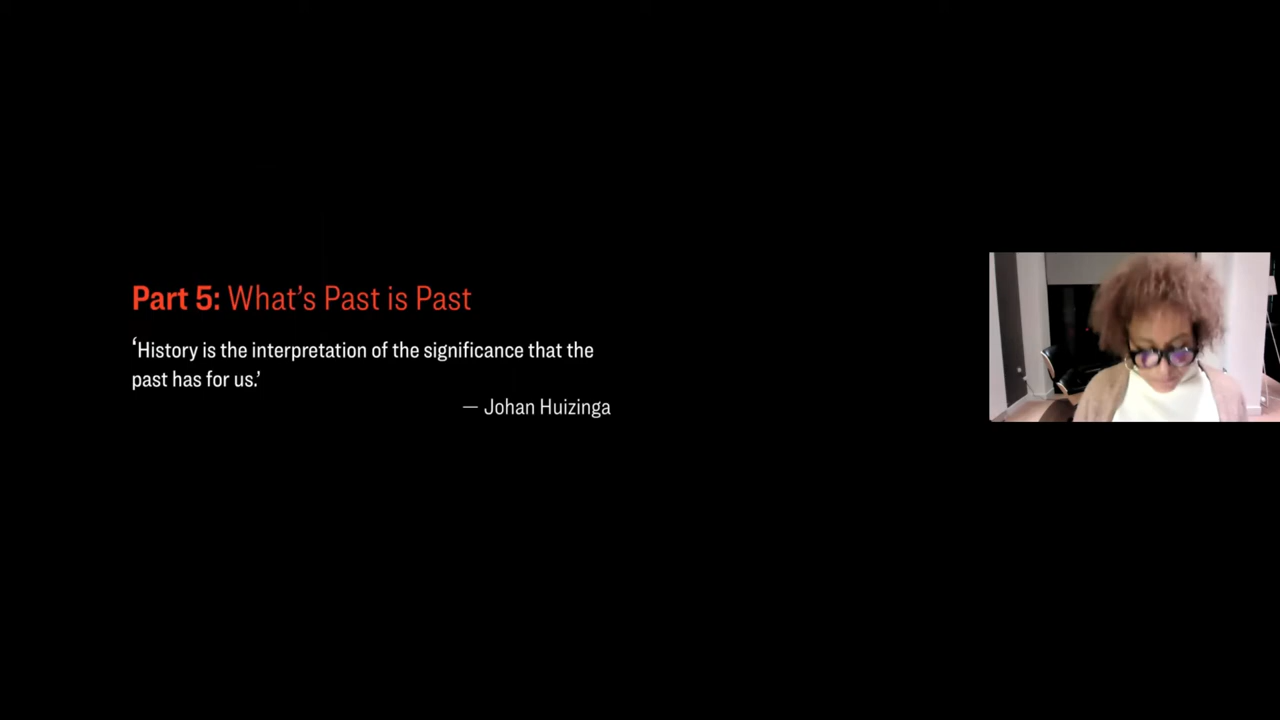 Part 5: What’s Past is Past
‘History is the interpretation of the significance that the
past has for us.’
— Johan Huizinga